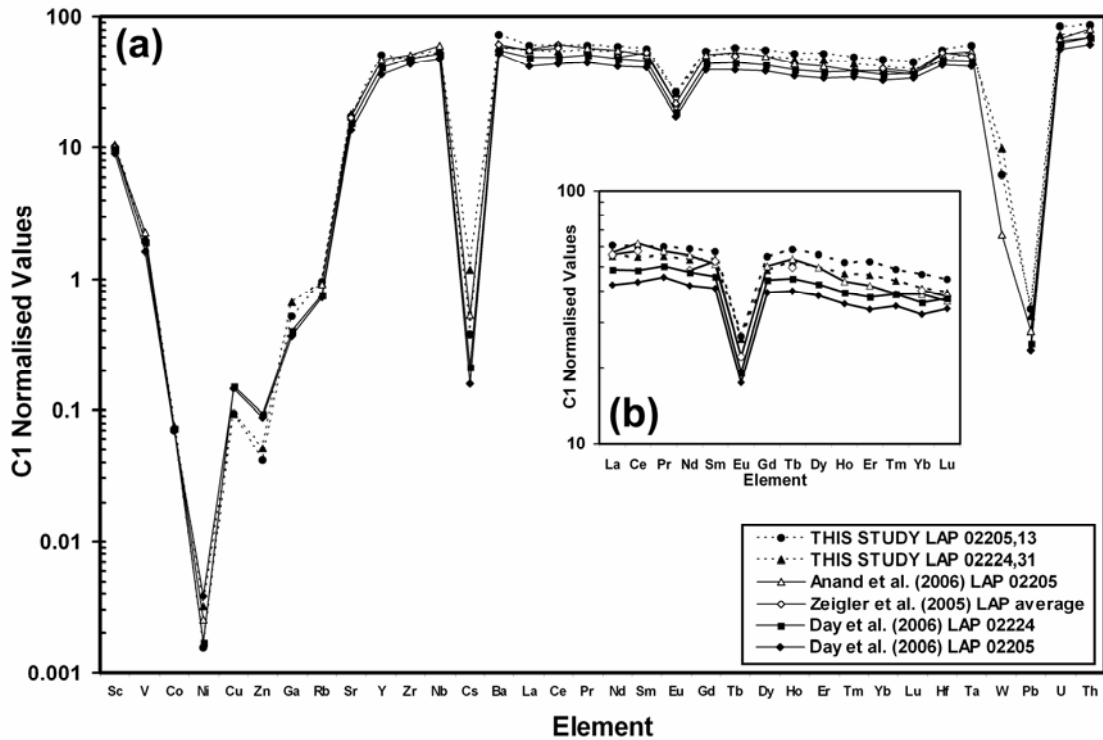 (a)
C1 Normalised Values
100
10
1
0.1
0.01
0.001
Sc V Co Ni Cu Zn Ga Rb Sr Y Zr Nb Cs Ba La Ce Pr Nd Sm Eu Gd Tb Dy Ho Er Tm Yb Lu Hf Ta W Pb U Th
Element
(b)
C1 Normalised Values
100
10
La Ce Pr Nd Sm Eu Gd Tb Dy Ho Er Tm Yb Lu
Element
THIS STUDY LAP 02205,13
THIS STUDY LAP 02224,31
Anand et al. (2006) LAP 02205
Zeigler et al. (2005) LAP average
Day et al. (2006) LAP 02224
Day et al. (2006) LAP 02205